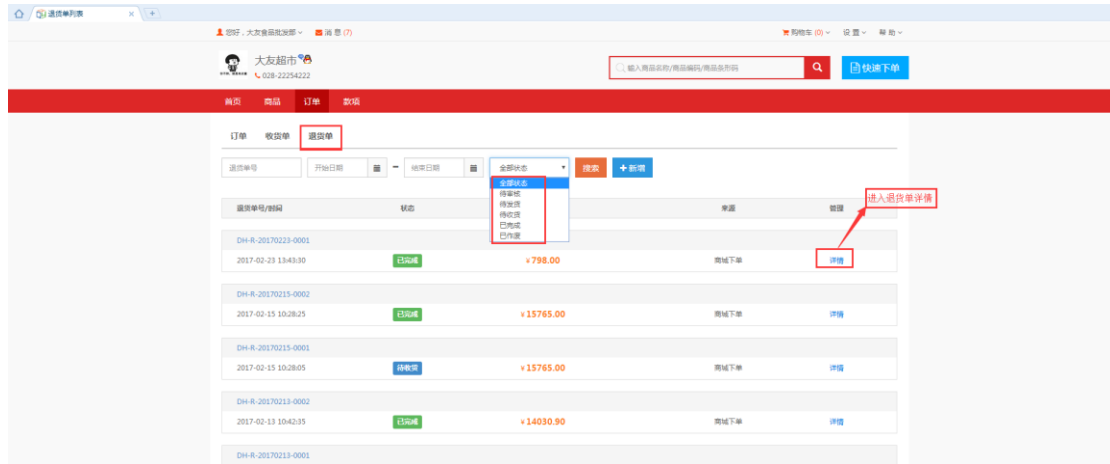 退货单列表 × +
您好，大友食品批发部 消 息 (7) 购物车 (0) 设 置 帮 助
大友超市
028-22254222
输入商品名称/商品编码/商品条形码
快速下单
首页 商品 订单 款项
订单 收货单 退货单
退货单号 开始日期 - 结束日期 全部状态 搜索 +新增
全部状态
待审核
待发货
待收货
已完成
已作废
进入退货单详情
退货单号/时间 状态 来源 管理
DH-R-20170223-0001
2017-02-23 13:43:30 已完成 ¥798.00 商城下单 详情
DH-R-20170215-0002
2017-02-15 10:28:25 已完成 ¥15765.00 商城下单 详情
DH-R-20170215-0001
2017-02-15 10:28:05 待收货 ¥15765.00 商城下单 详情
DH-R-20170213-0002
2017-02-13 10:42:35 已完成 ¥14030.90 商城下单 详情
DH-R-20170213-0001